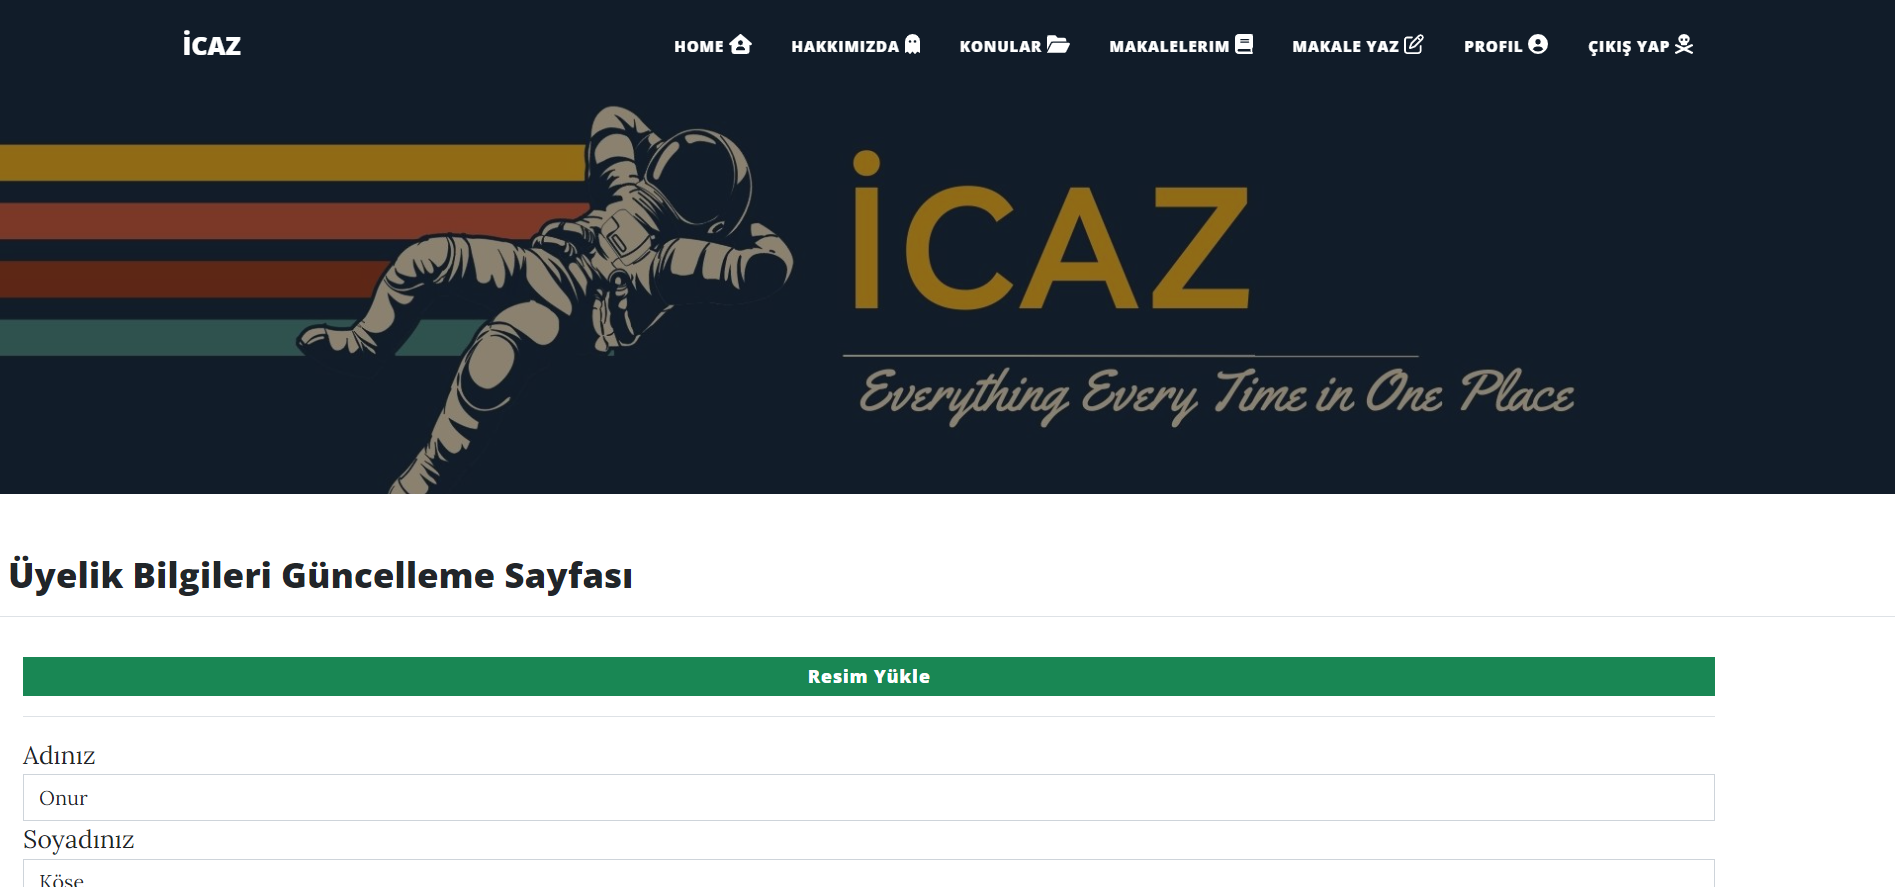 İCAZ
HOME
HAKKIMIZDA
KONULAR
MAKALELERIM
MAKALE YAZ
PROFIL
ÇIKIŞ YAP
İCAZ
Everything Every Time in One Place
Üyelik Bilgileri Güncelleme Sayfası
Resim Yükle
Adınız
Onur
Soyadınız
Köse